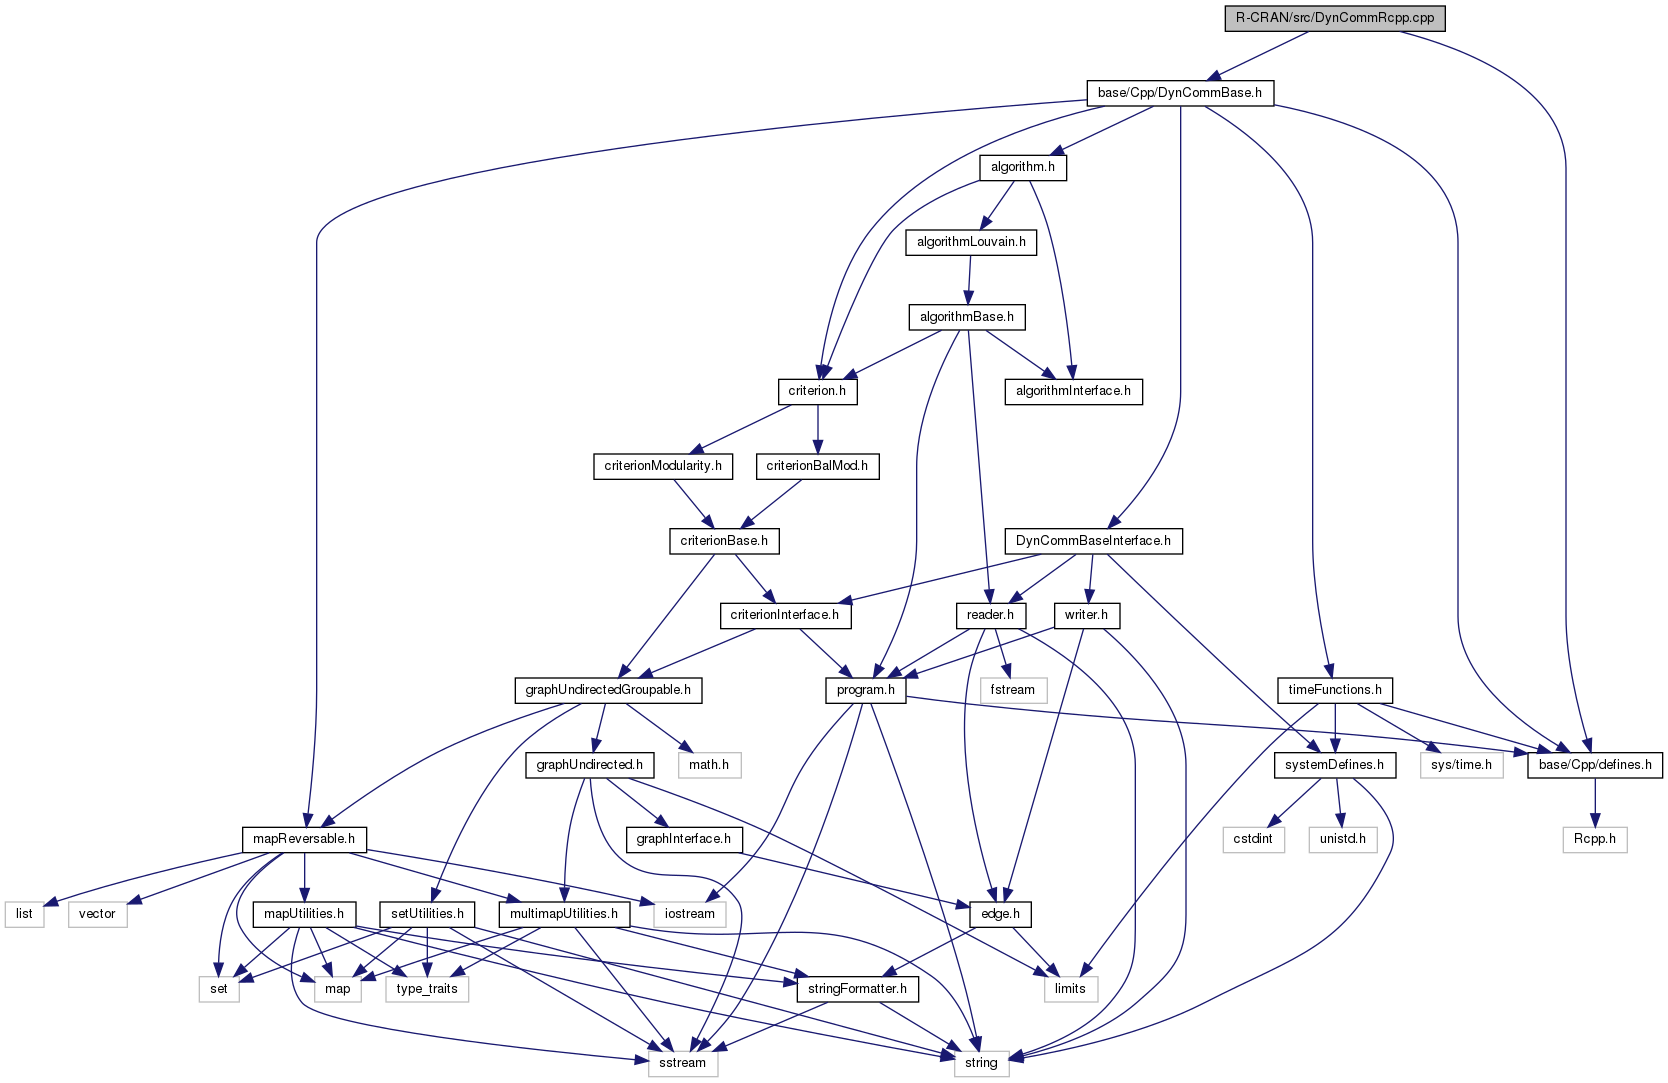 R-CRAN/src/DynCommRcpp.cpp
base/Cpp/DynCommBase.h
algorithm.h
algorithmLouvain.h
algorithmBase.h
criterion.h
algorithmInterface.h
criterionModularity.h
criterionBalMod.h
criterionBase.h
DynCommBaseInterface.h
criterionInterface.h
reader.h
writer.h
graphUndirectedGroupable.h
program.h
fstream
timeFunctions.h
graphUndirected.h
math.h
systemDefines.h
sys/time.h
base/Cpp/defines.h
mapReversable.h
graphInterface.h
cstdint
unistd.h
Rcpp.h
list
vector
mapUtilities.h
setUtilities.h
multimapUtilities.h
iostream
edge.h
set
map
type_traits
stringFormatter.h
limits
sstream
string